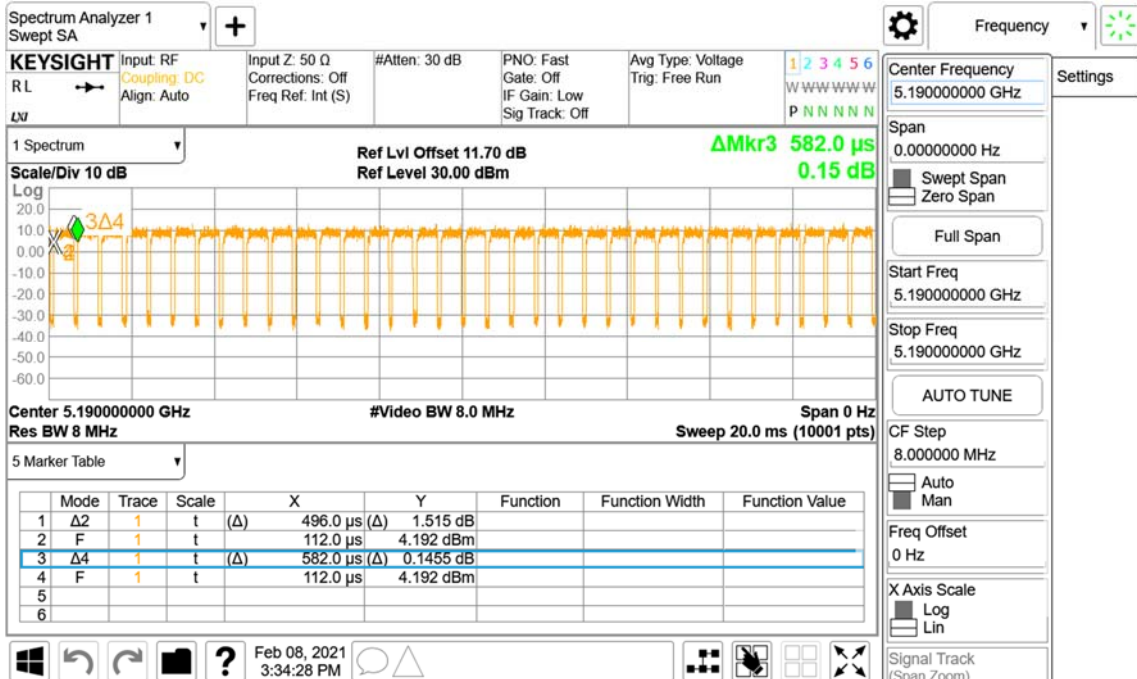 Spectrum Analyzer 1
Swept SA
Frequency
KEYSIGHT
R L
LXI
Input: RF
Coupling: DC
Align: Auto
Input Z: 50 Ω
Corrections: Off
Freq Ref: Int (S)
#Atten: 30 dB
PNO: Fast
Gate: Off
IF Gain: Low
Sig Track: Off
Avg Type: Voltage
Trig: Free Run
1 2 3 4 5 6
W W W W W W
P N N N N N
1 Spectrum
Scale/Div 10 dB
Ref Lvl Offset 11.70 dB
Ref Level 30.00 dBm
ΔMkr3 582.0 µs
0.15 dB
Log
20.0
10.0
0.00
-10.0
-20.0
-30.0
-40.0
-50.0
-60.0
3Δ4
Center 5.190000000 GHz
#Video BW 8.0 MHz
Span 0 Hz
Res BW 8 MHz
Sweep 20.0 ms (10001 pts)
5 Marker Table
Mode Trace Scale X Y Function Function Width Function Value
1 Δ2 1 t (Δ) 496.0 µs (Δ) 1.515 dB
2 F 1 t 112.0 µs 4.192 dBm
3 Δ4 1 t (Δ) 582.0 µs (Δ) 0.1455 dB
4 F 1 t 112.0 µs 4.192 dBm
5
6
?
Feb 08, 2021
3:34:28 PM
Center Frequency
5.190000000 GHz
Span
0.00000000 Hz
Swept Span
Zero Span
Full Span
Start Freq
5.190000000 GHz
Stop Freq
5.190000000 GHz
AUTO TUNE
CF Step
8.000000 MHz
Auto
Man
Freq Offset
0 Hz
X Axis Scale
Log
Lin
Signal Track
(Span Zoom)
Settings